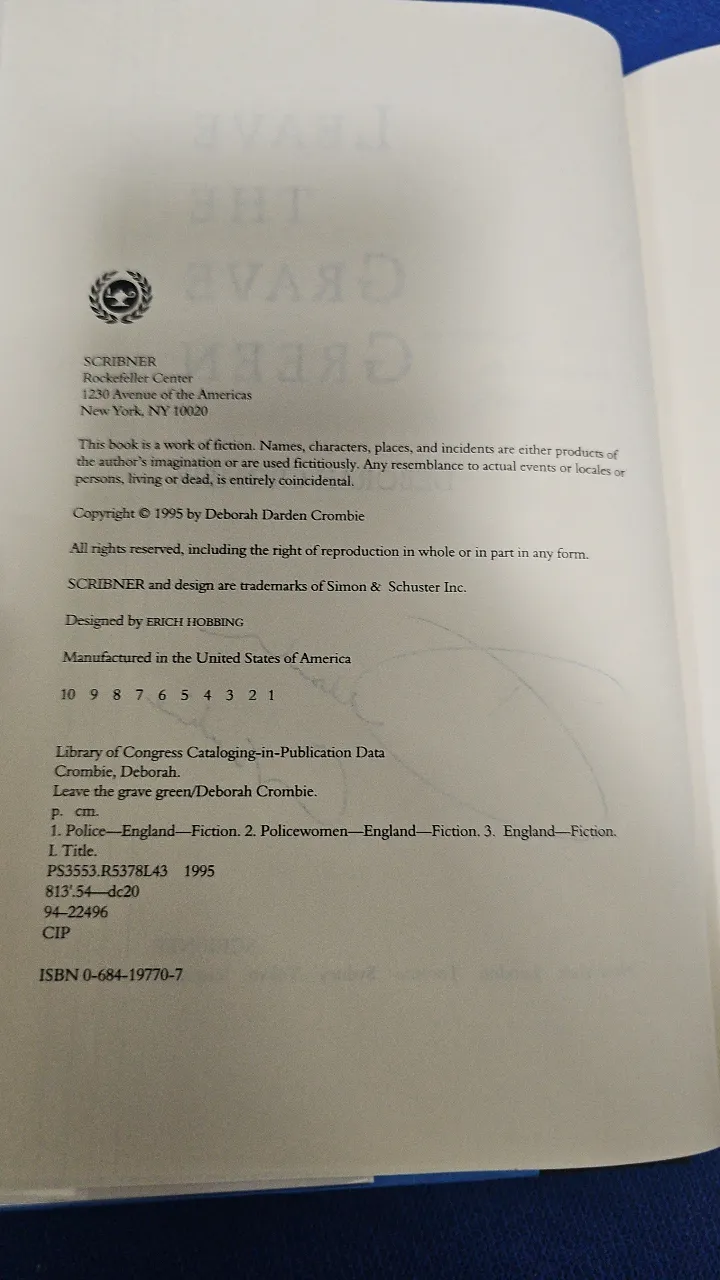 SCRIBNER
Rockefeller Center
1230 Avenue of the Americas
New York, NY 10020
This book is a work of fiction. Names, characters, places, and incidents are either products of
the author's imagination or are used fictitiously. Any resemblance to actual events or locales or
persons, living or dead, is entirely coincidental.
Copyright © 1995 by Deborah Darden Crombie
All rights reserved, including the right of reproduction in whole or in part in any form.
SCRIBNER and design are trademarks of Simon & Schuster Inc.
Designed by ERICH HOBBING
Manufactured in the United States of America
10 9 8 7 6 5 4 3 2 1
Library of Congress Cataloging-in-Publication Data
Crombie, Deborah.
Leave the grave green/Deborah Crombie.
p. cm.
1. Police—England—Fiction. 2. Policewomen—England—Fiction. 3. England—Fiction.
I. Title.
PS3553.R5378L43 1995
813'.54—dc20
94–22496
CIP
ISBN 0-684-19770-7
LEAVE
THE
GRAVE
GREEN